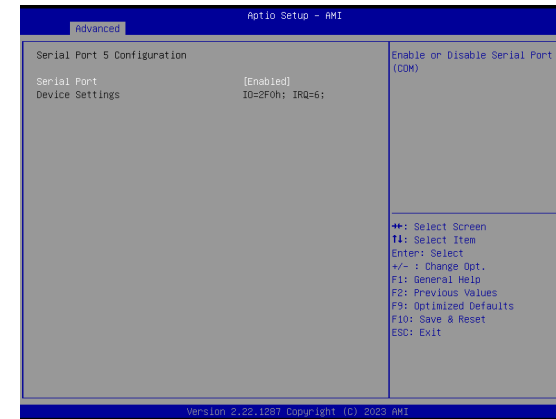 Aptio Setup - AMI
Advanced
Serial Port 5 Configuration
Serial Port [Enabled]
Device Settings IO=2F0h; IRQ=6;
Enable or Disable Serial Port
(COM)
→←: Select Screen
↑↓: Select Item
Enter: Select
+/- : Change Opt.
F1: General Help
F2: Previous Values
F9: Optimized Defaults
F10: Save & Reset
ESC: Exit
Version 2.22.1287 Copyright (C) 2023 AMI